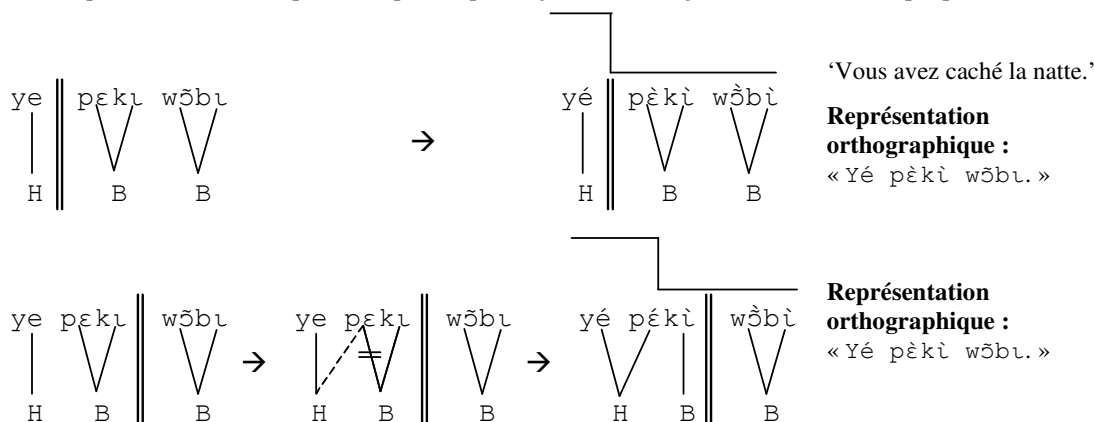 ‘Vous avez caché la natte.’
ye pɛkɩ wɔ̃bɩ → yé pɛ̀kɩ̀ wɔ̃̀bɩ̀
Représentation
orthographique :
« Yé pɛ̀kɩ̀ wɔ̃bɩ. »
H B B H B B
ye pɛkɩ wɔ̃bɩ → ye pɛkɩ wɔ̃bɩ → yé pɛ́kɩ̀ wɔ̃̀bɩ̀
Représentation
orthographique :
« Yé pɛ̀kɩ̀ wɔ̃bɩ. »
H B B H B B H B B